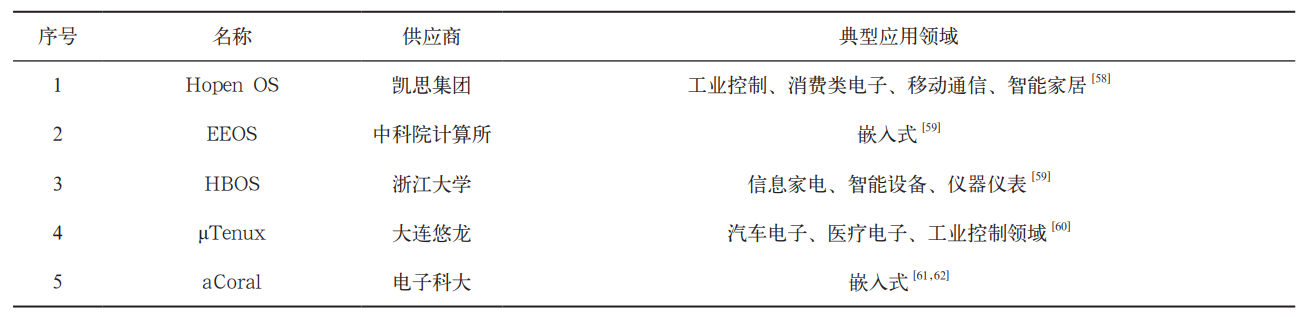 序号 名称 供应商 典型应用领域
1 Hopen OS 凯思集团 工业控制、消费类电子、移动通信、智能家居[58]
2 EEOS 中科院计算所 嵌入式[59]
3 HBOS 浙江大学 信息家电、智能设备、仪器仪表[59]
4 μTenux 大连悠龙 汽车电子、医疗电子、工业控制领域[60]
5 aCoral 电子科大 嵌入式[61,62]